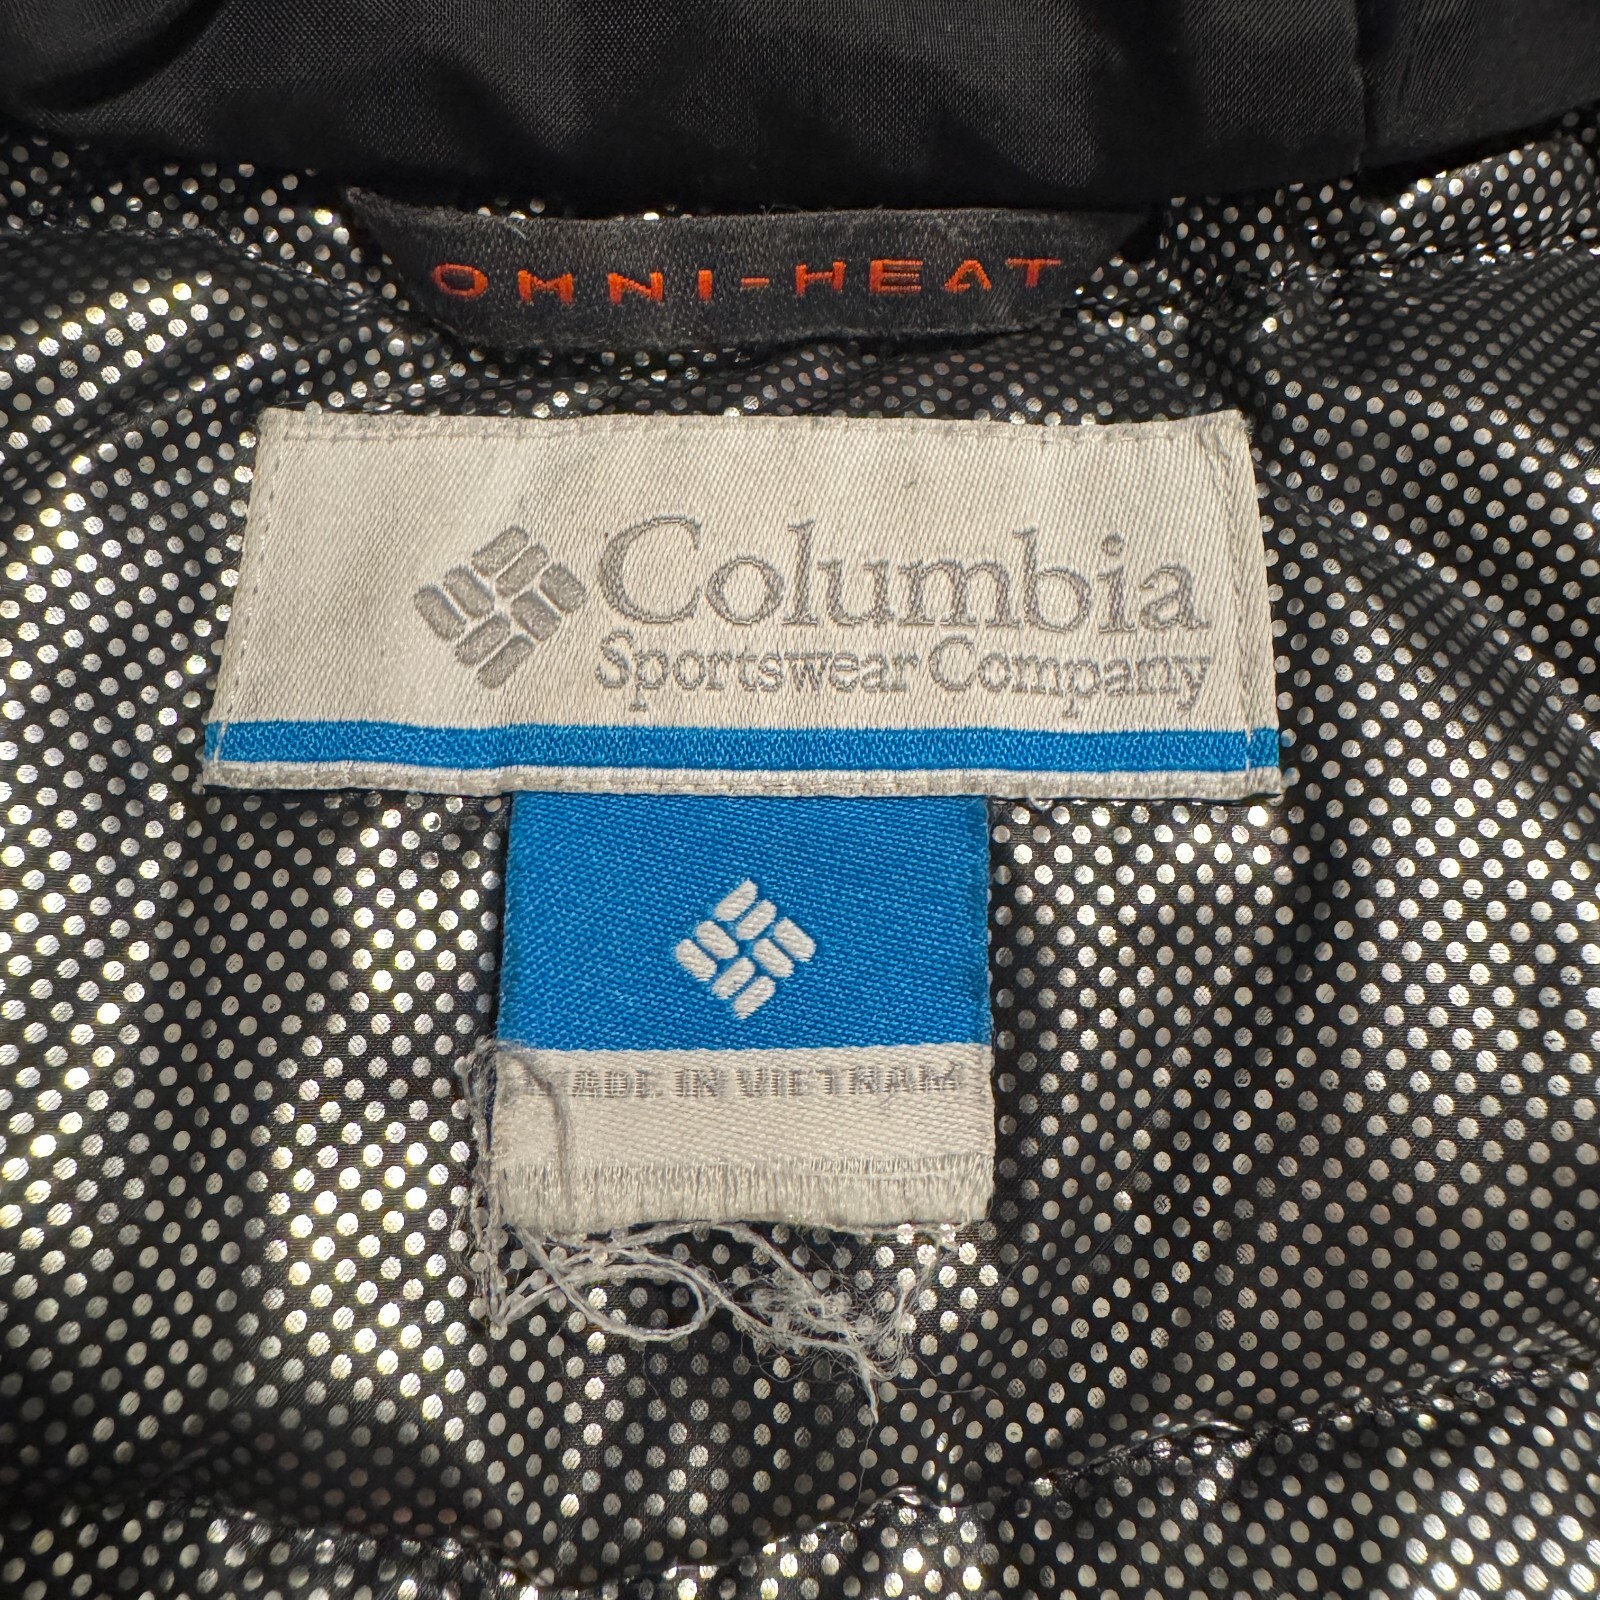 OMNI-HEAT
Columbia
Sportswear Company
MADE IN VIETNAM